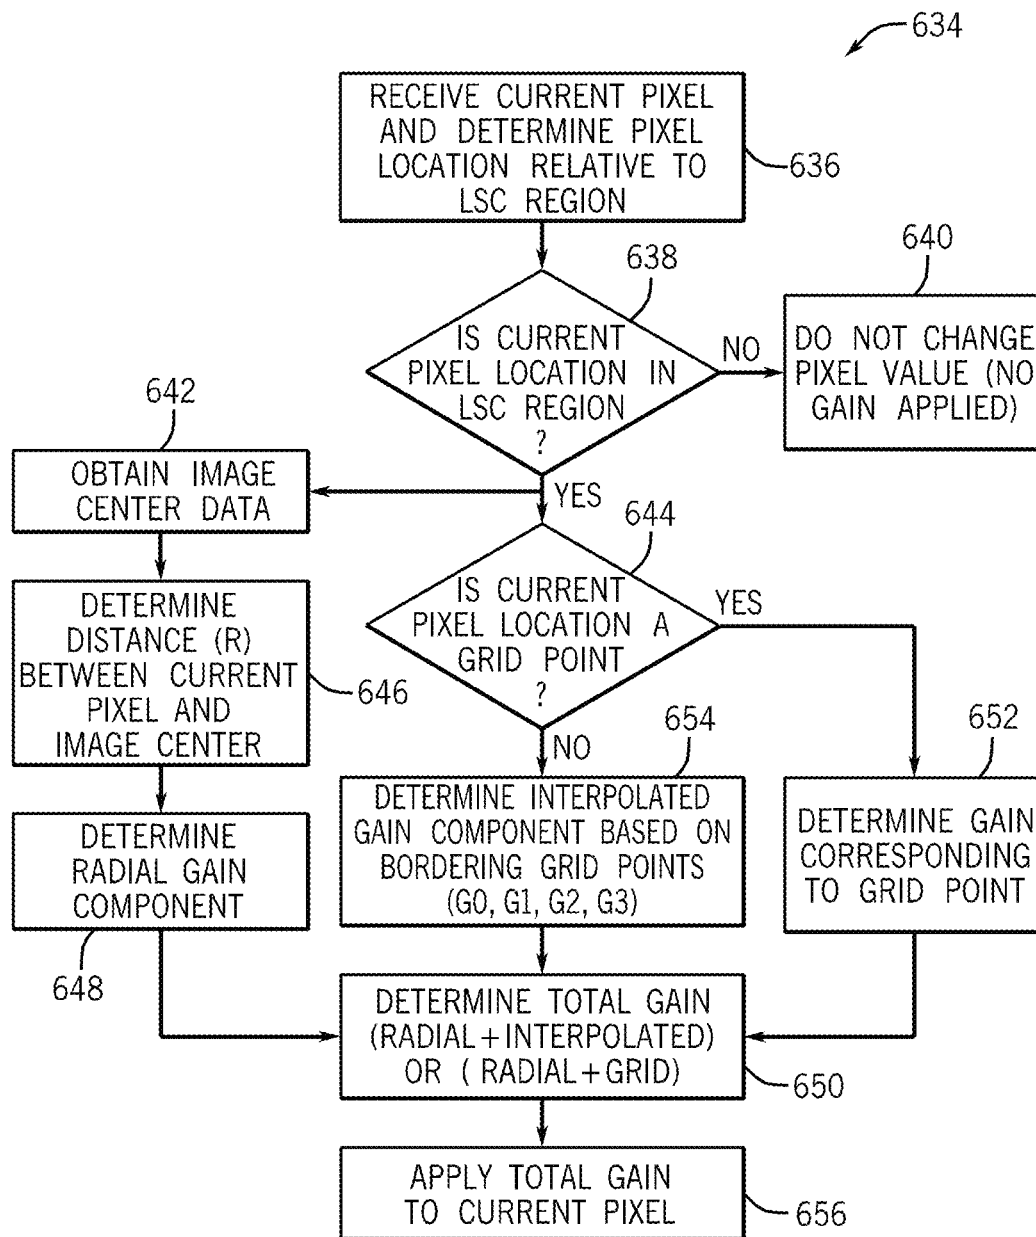 634
RECEIVE CURRENT PIXEL
AND DETERMINE PIXEL
LOCATION RELATIVE TO
LSC REGION
636
638
IS CURRENT
PIXEL LOCATION IN
LSC REGION
?
NO
640
DO NOT CHANGE
PIXEL VALUE (NO
GAIN APPLIED)
YES
642
OBTAIN IMAGE
CENTER DATA
644
IS CURRENT
PIXEL LOCATION A
GRID POINT
?
YES
NO
DETERMINE
DISTANCE (R)
BETWEEN CURRENT
PIXEL AND
IMAGE CENTER
646
654
DETERMINE INTERPOLATED
GAIN COMPONENT BASED ON
BORDERING GRID POINTS
(G0, G1, G2, G3)
652
DETERMINE GAIN
CORRESPONDING
TO GRID POINT
DETERMINE
RADIAL GAIN
COMPONENT
648
DETERMINE TOTAL GAIN
(RADIAL+INTERPOLATED)
OR ( RADIAL+GRID)
650
APPLY TOTAL GAIN
TO CURRENT PIXEL
656